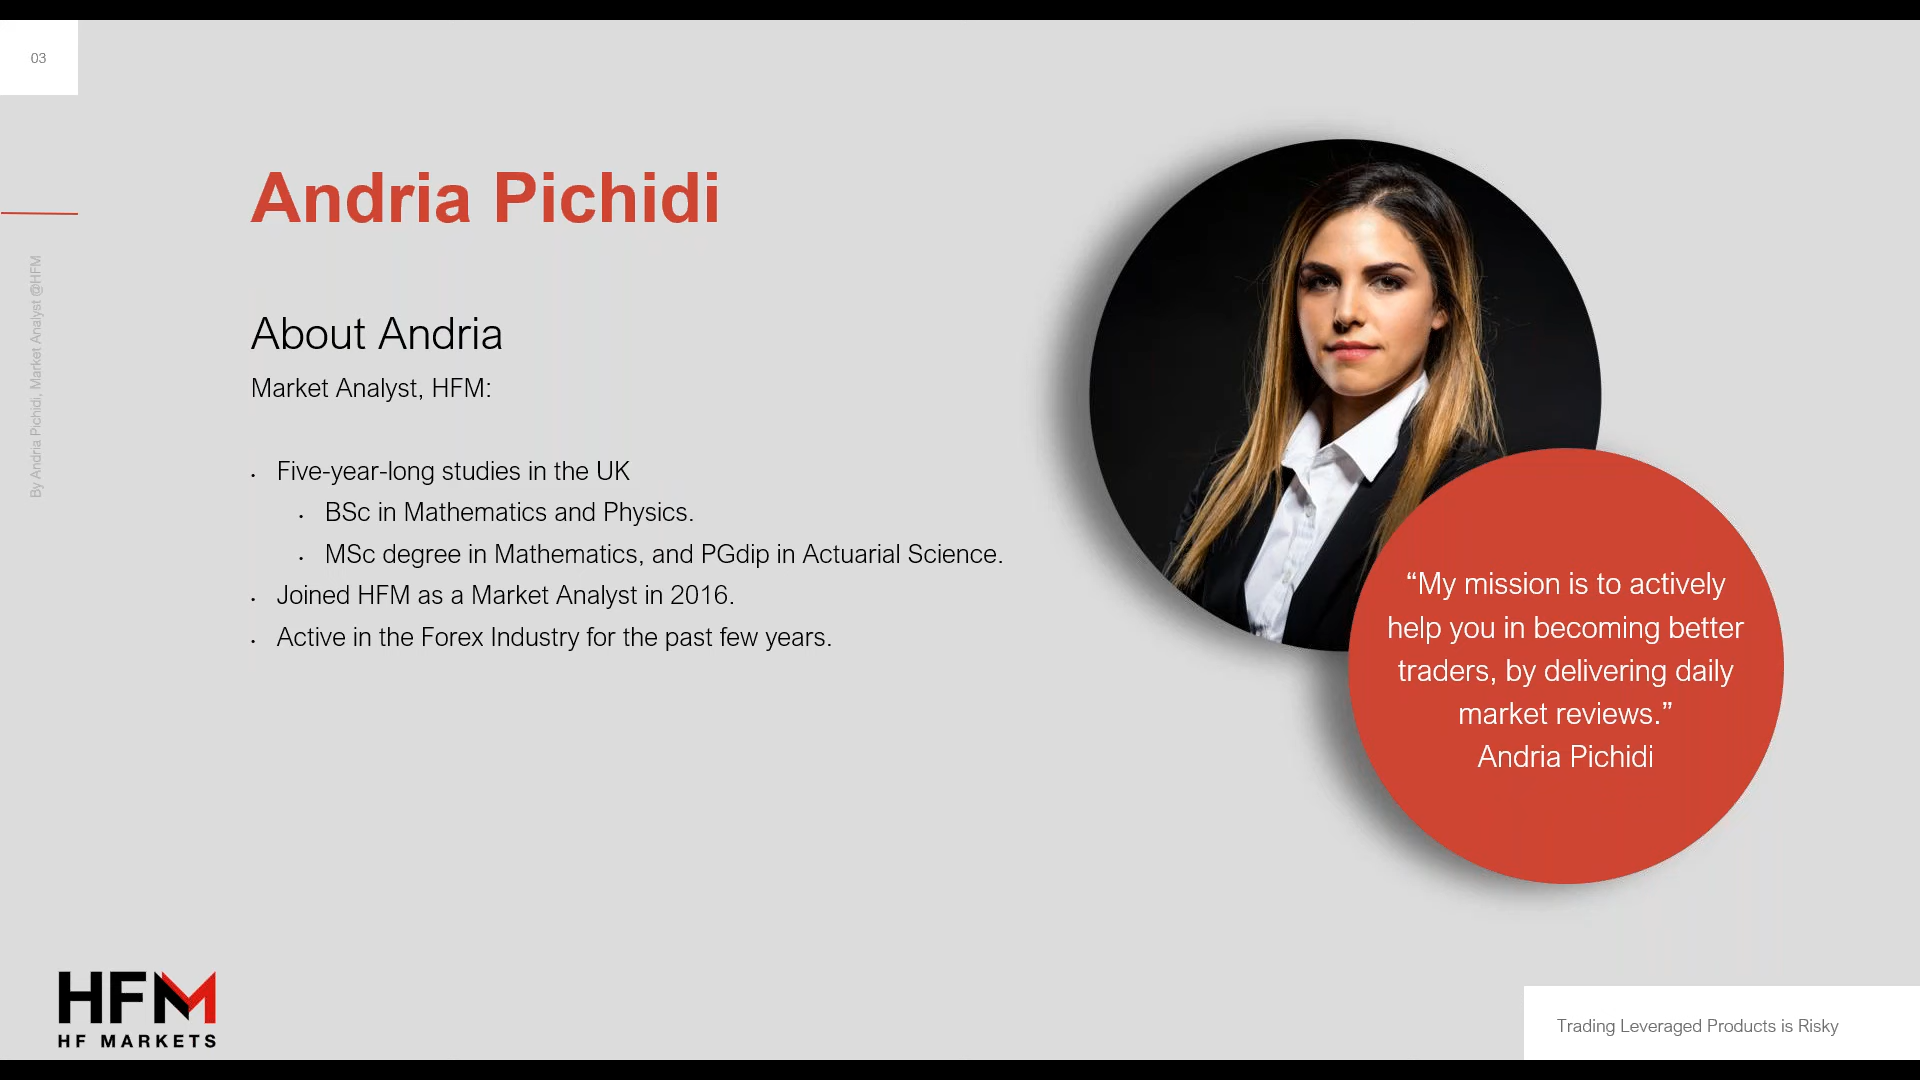 03
Andria Pichidi
By Andria Pichidi, Market Analyst @HFM
About Andria
Market Analyst, HFM:
• Five-year-long studies in the UK
• BSc in Mathematics and Physics.
• MSc degree in Mathematics, and PGdip in Actuarial Science.
• Joined HFM as a Market Analyst in 2016.
• Active in the Forex Industry for the past few years.
“My mission is to actively
help you in becoming better
traders, by delivering daily
market reviews.”
Andria Pichidi
HFM
HF MARKETS
Trading Leveraged Products is Risky